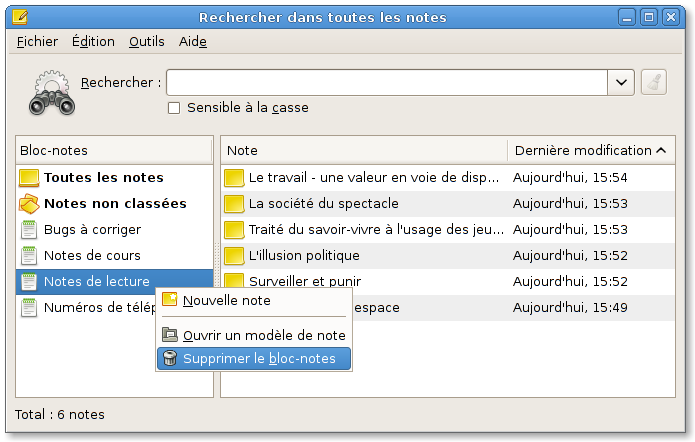 Rechercher dans toutes les notes
Fichier Édition Outils Aide
Rechercher :
Sensible à la casse
Bloc-notes
Toutes les notes
Notes non classées
Bugs à corriger
Notes de cours
Notes de lecture
Numéros de télép
Note Dernière modification
Le travail - une valeur en voie de disp... Aujourd'hui, 15:54
La société du spectacle Aujourd'hui, 15:53
Traité du savoir-vivre à l'usage des jeu... Aujourd'hui, 15:53
L'illusion politique Aujourd'hui, 15:52
Surveiller et punir Aujourd'hui, 15:52
espace Aujourd'hui, 15:49
Nouvelle note
Ouvrir un modèle de note
Supprimer le bloc-notes
Total : 6 notes